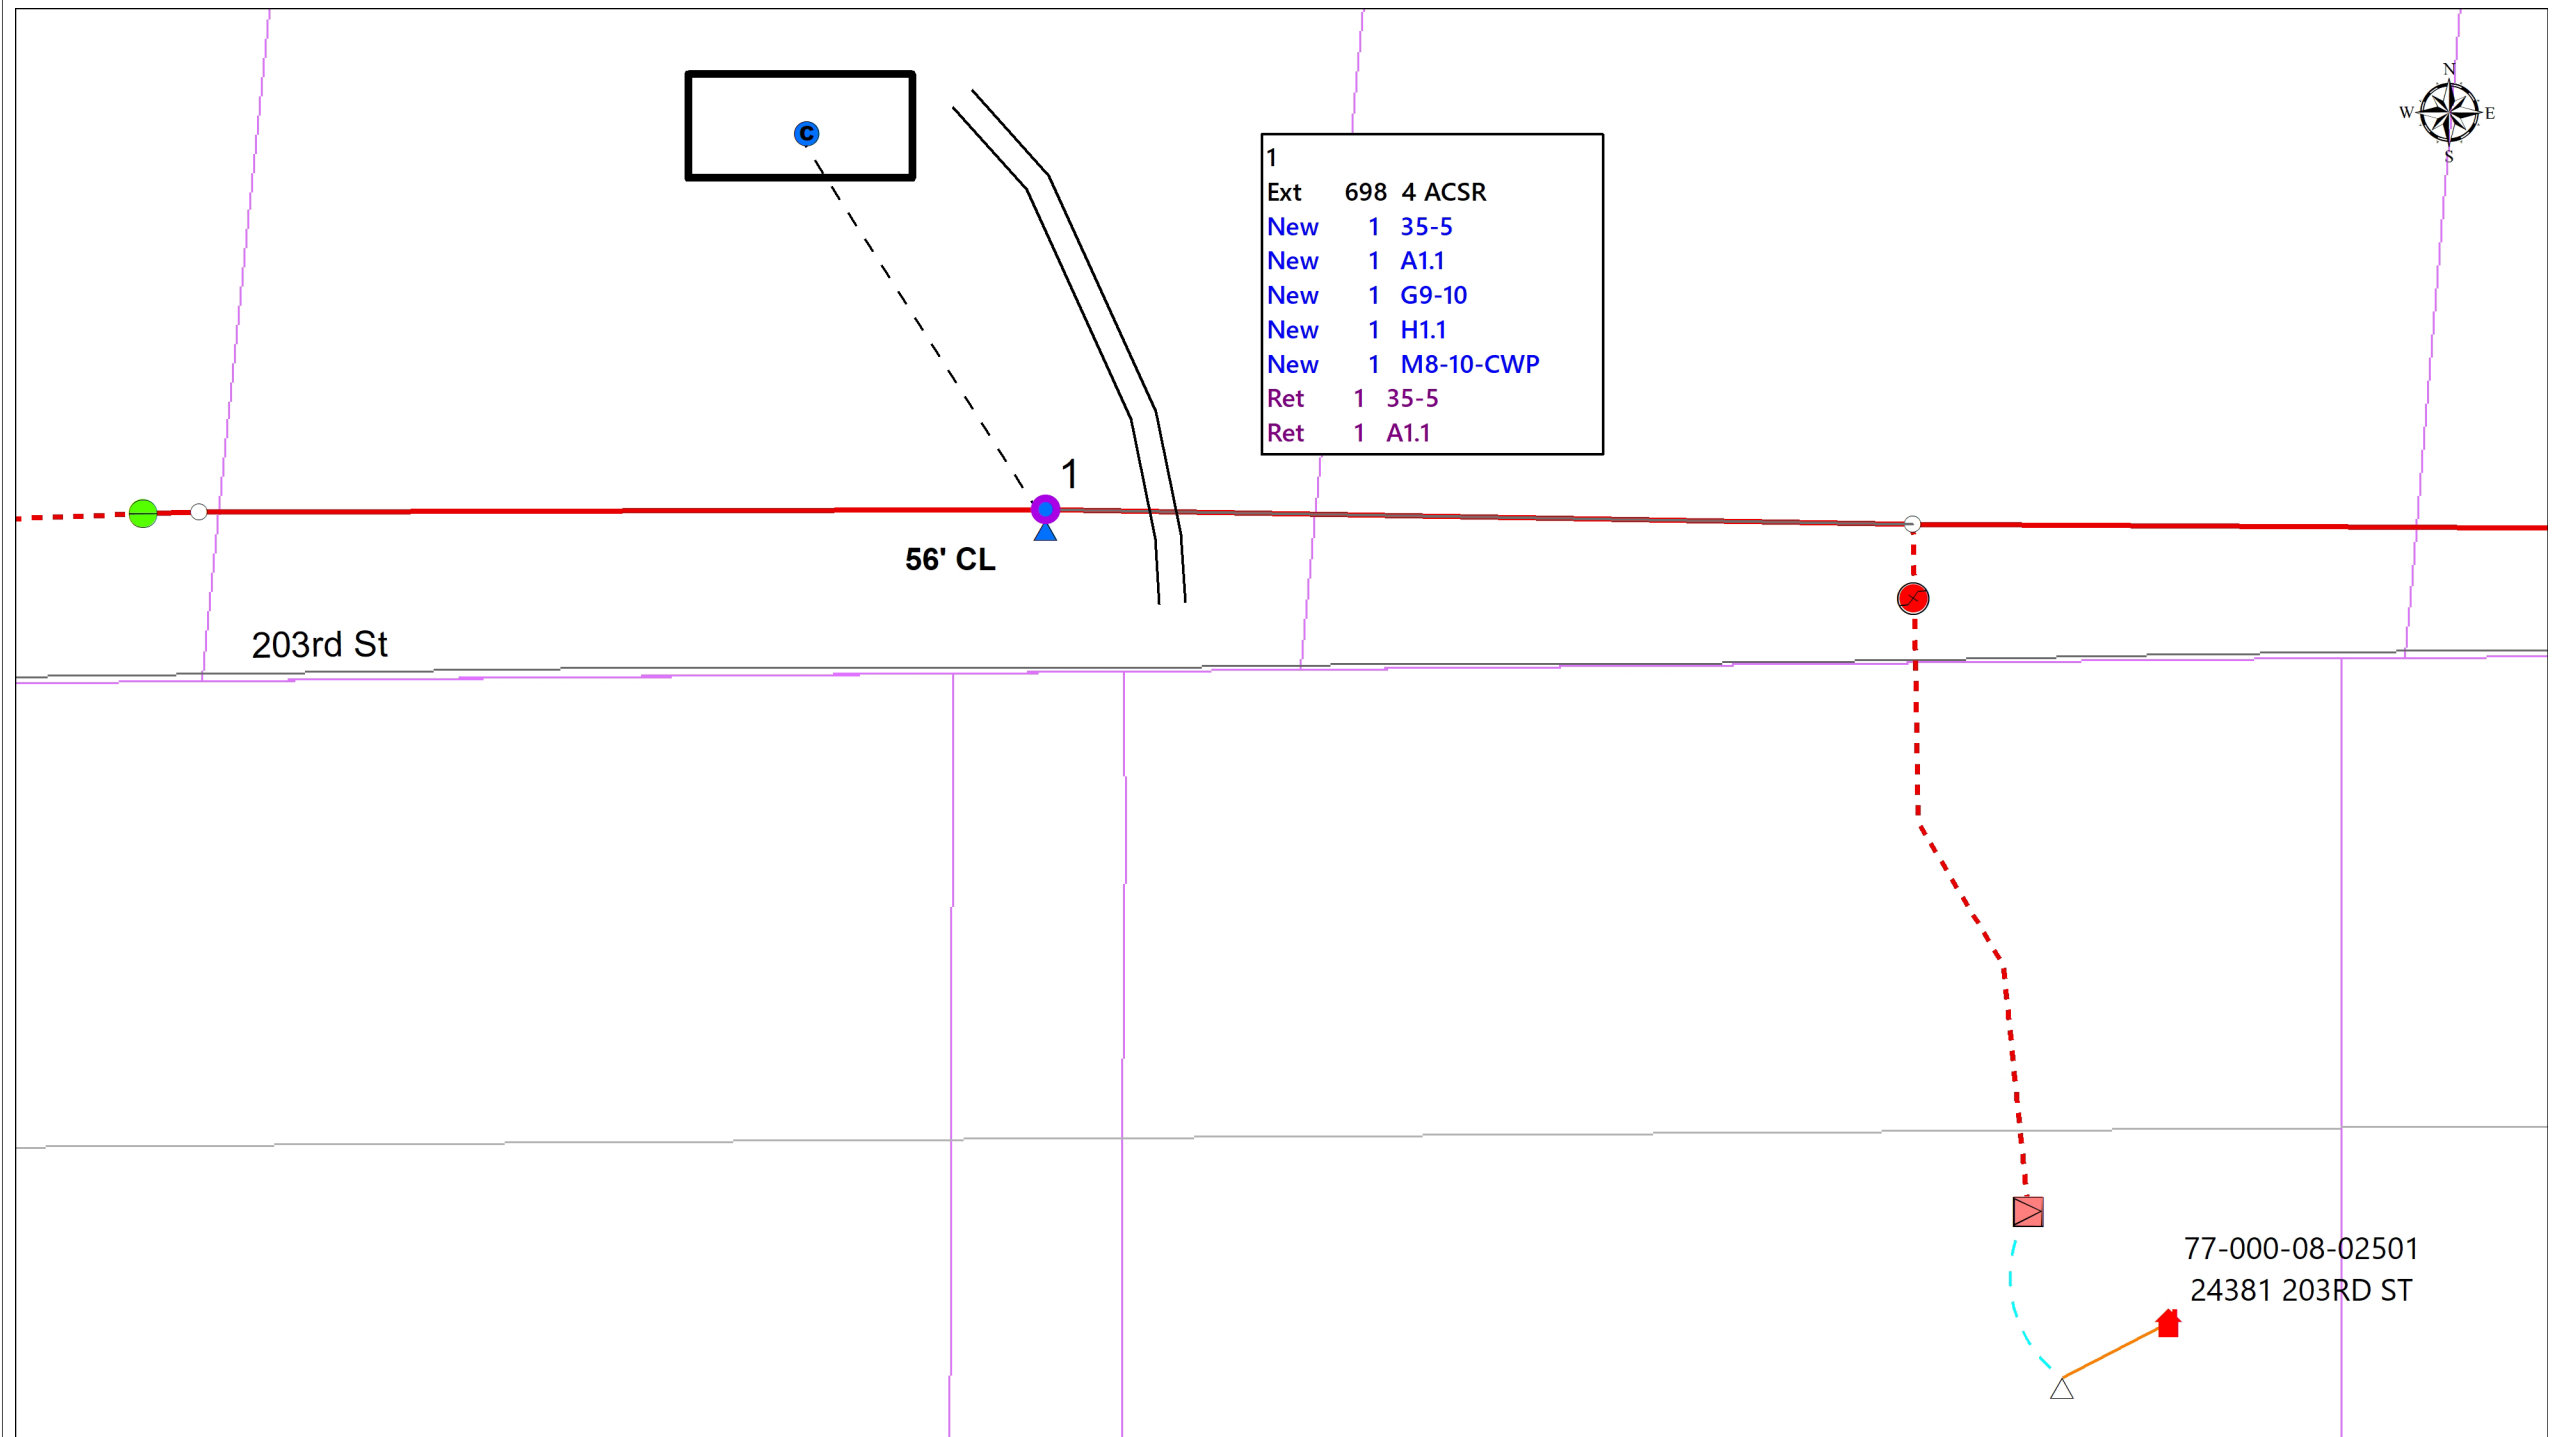 N
W E
S
C
1
Ext 698 4 ACSR
New 1 35-5
New 1 A1.1
New 1 G9-10
New 1 H1.1
New 1 M8-10-CWP
Ret 1 35-5
Ret 1 A1.1
1
56' CL
203rd St
77-000-08-02501
24381 203RD ST